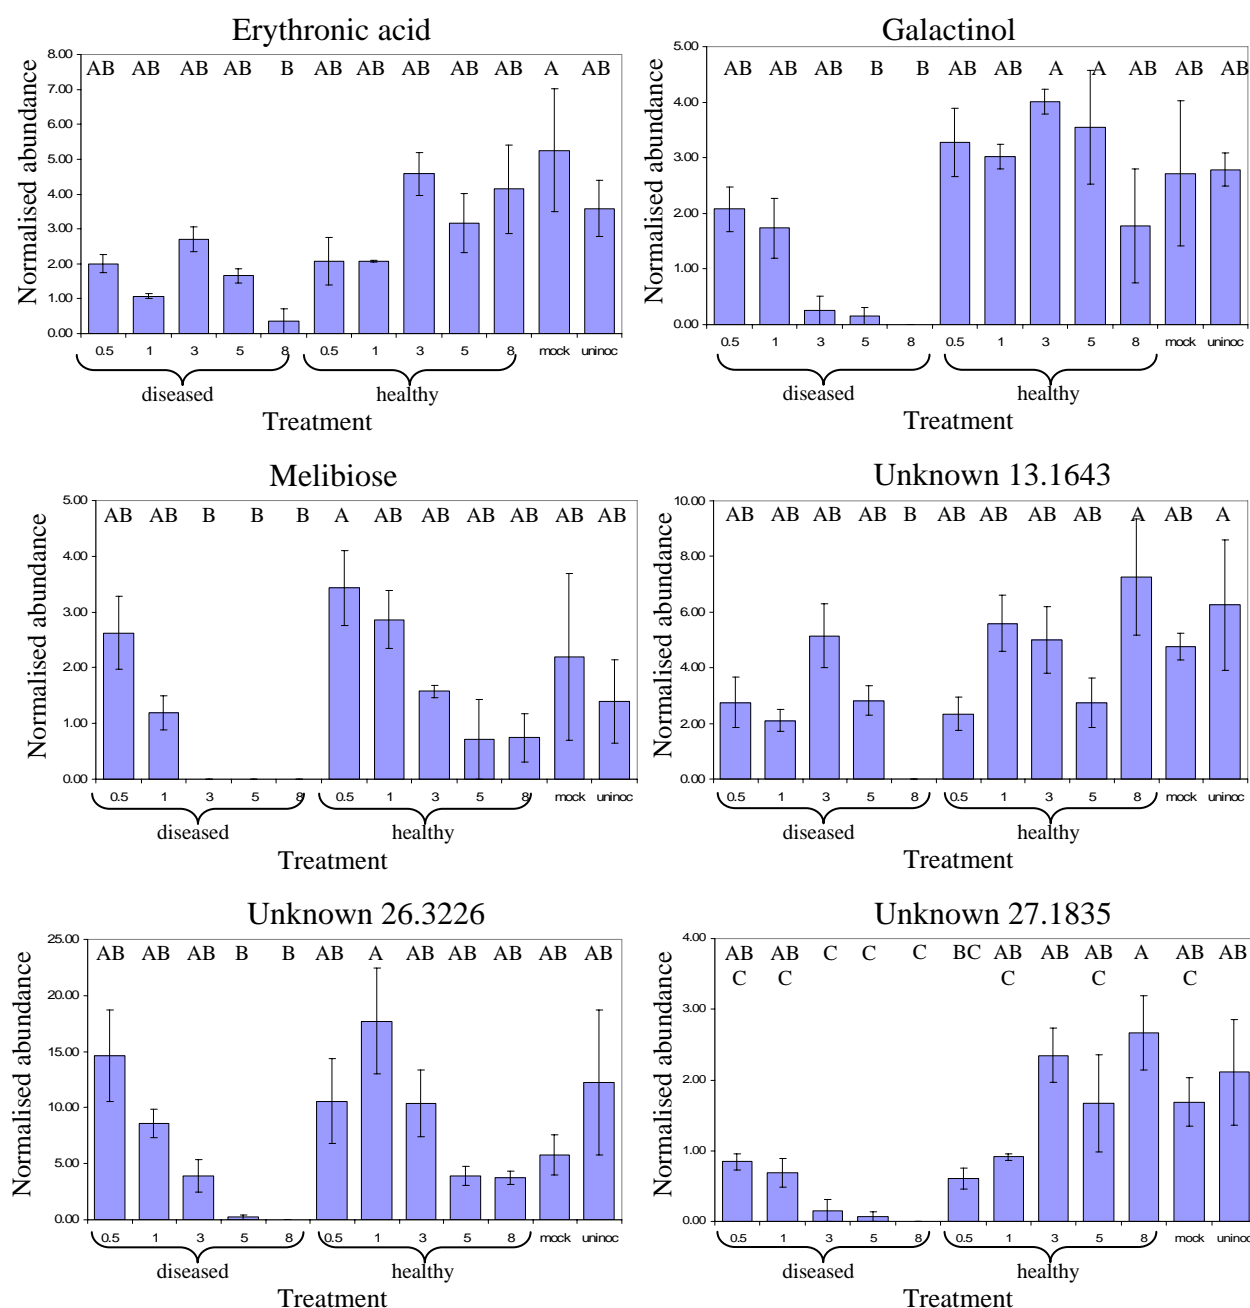 Erythronic acid
Normalised abundance
8.00
7.00
6.00
5.00
4.00
3.00
2.00
1.00
0.00
AB AB AB AB B AB AB AB AB AB A AB
0.5 1 3 5 8 0.5 1 3 5 8 mock uninoc
diseased healthy
Treatment
Galactinol
Normalised abundance
5.00
4.00
3.00
2.00
1.00
0.00
AB AB AB B B AB AB A A AB AB AB
0.5 1 3 5 8 0.5 1 3 5 8 mock uninoc
diseased healthy
Treatment
Melibiose
Normalised abundance
5.00
4.00
3.00
2.00
1.00
0.00
AB AB B B B A AB AB AB AB AB AB
0.5 1 3 5 8 0.5 1 3 5 8 mock uninoc
diseased healthy
Treatment
Unknown 13.1643
Normalised abundance
10.00
8.00
6.00
4.00
2.00
0.00
AB AB AB AB B AB AB AB AB A AB A
0.5 1 3 5 8 0.5 1 3 5 8 mock uninoc
diseased healthy
Treatment
Unknown 26.3226
Normalised abundance
25.00
20.00
15.00
10.00
5.00
0.00
AB AB AB B B AB A AB AB AB AB AB
0.5 1 3 5 8 0.5 1 3 5 8 mock uninoc
diseased healthy
Treatment
Unknown 27.1835
Normalised abundance
4.00
3.00
2.00
1.00
0.00
AB AB C C C BC AB AB AB A AB AB
C C C C C
0.5 1 3 5 8 0.5 1 3 5 8 mock uninoc
diseased healthy
Treatment